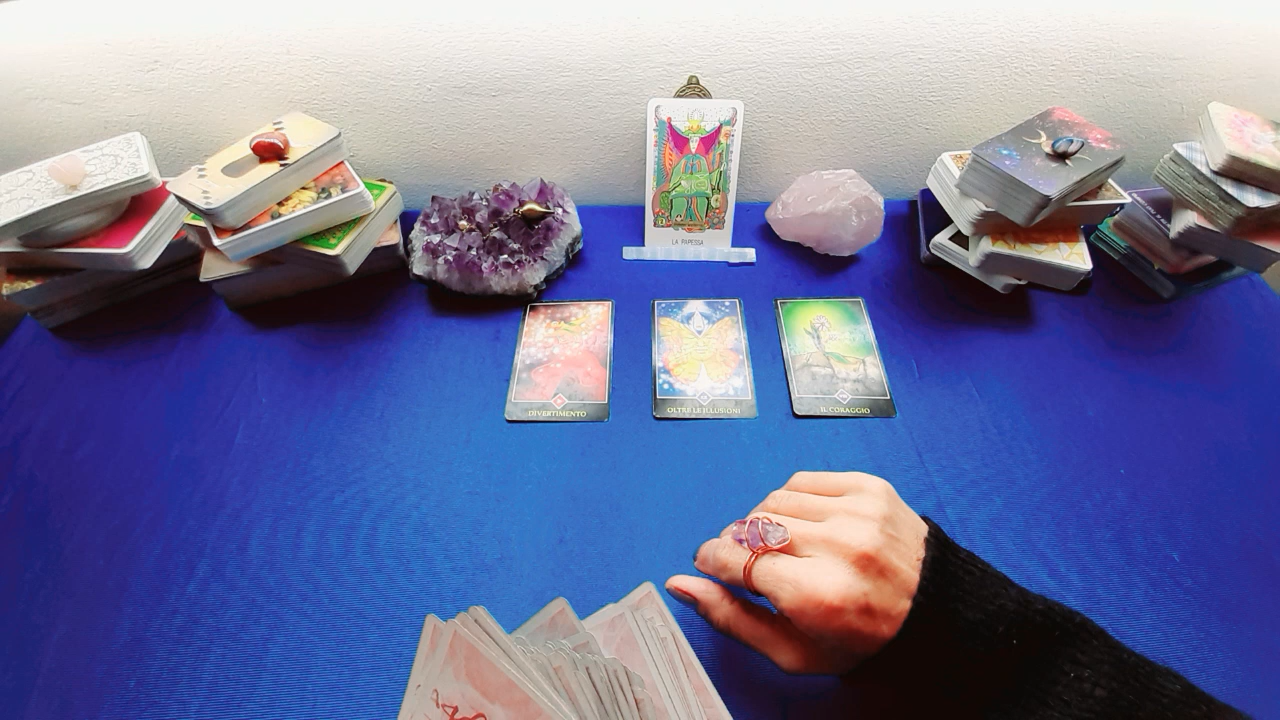 LA PAPESSA
DIVERTIMENTO
OLTRE LE ILLUSIONI
IL CORAGGIO